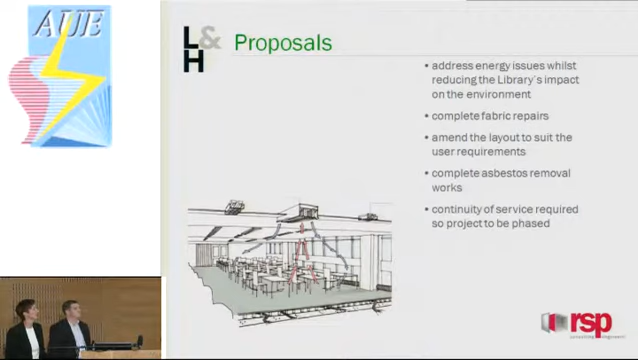 AUE
L&H
Proposals
• address energy issues whilst
reducing the Library's impact
on the environment
• complete fabric repairs
• amend the layout to suit the
user requirements
• complete asbestos removal
works
• continuity of service required
so project to be phased
rsp
consulting engineers